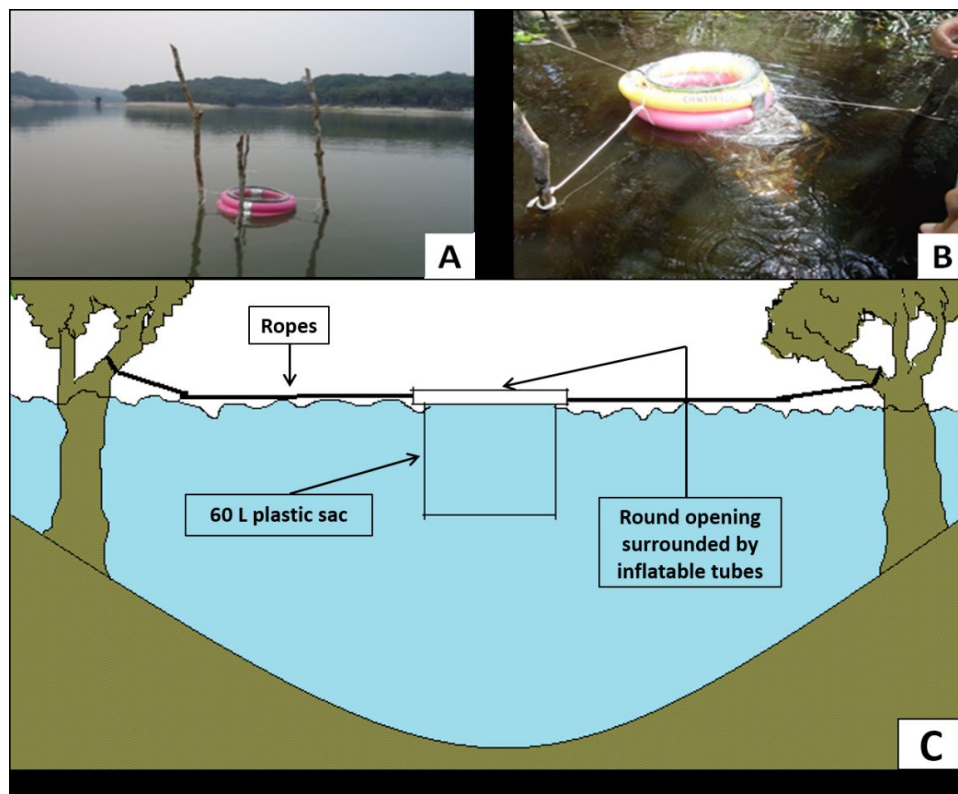 A
B
Ropes
60 L plastic sac
Round opening
surrounded by
inflatable tubes
C